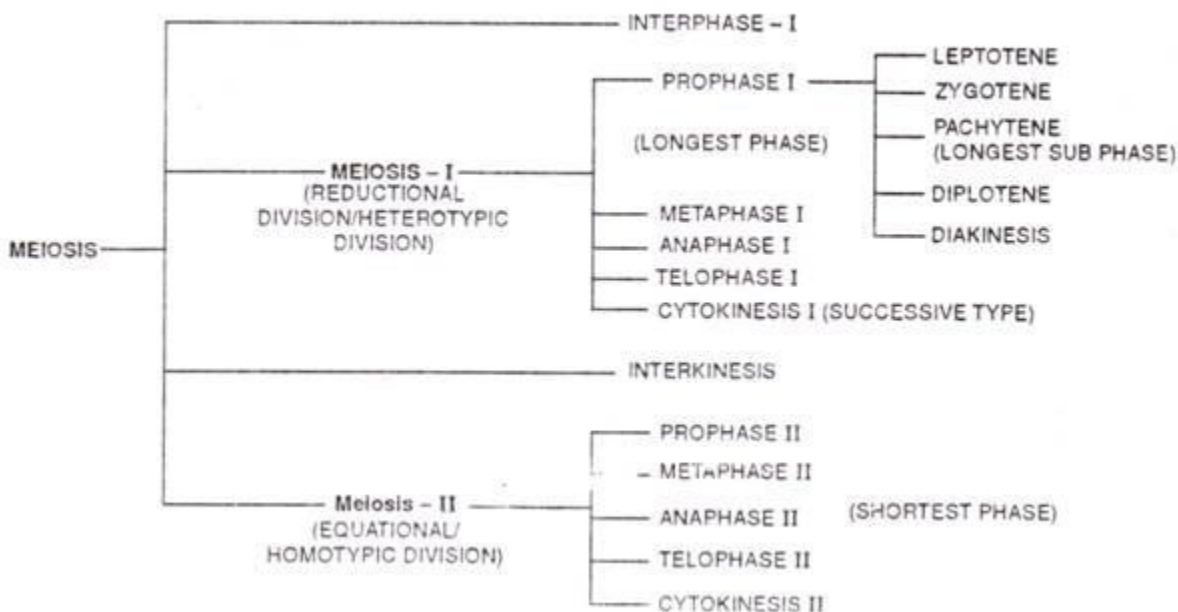 INTERPHASE – I
LEPTOTENE
PROPHASE I
ZYGOTENE
PACHYTENE
(LONGEST SUB PHASE)
(LONGEST PHASE)
MEIOSIS – I
(REDUCTIONAL
DIVISION/HETEROTYPIC
DIVISION)
DIPLOTENE
METAPHASE I
DIAKINESIS
ANAPHASE I
MEIOSIS
TELOPHASE I
CYTOKINESIS I (SUCCESSIVE TYPE)
INTERKINESIS
PROPHASE II
METAPHASE II
Meiosis – II
(EQUATIONAL/
HOMOTYPIC DIVISION)
ANAPHASE II
(SHORTEST PHASE)
TELOPHASE II
CYTOKINESIS II